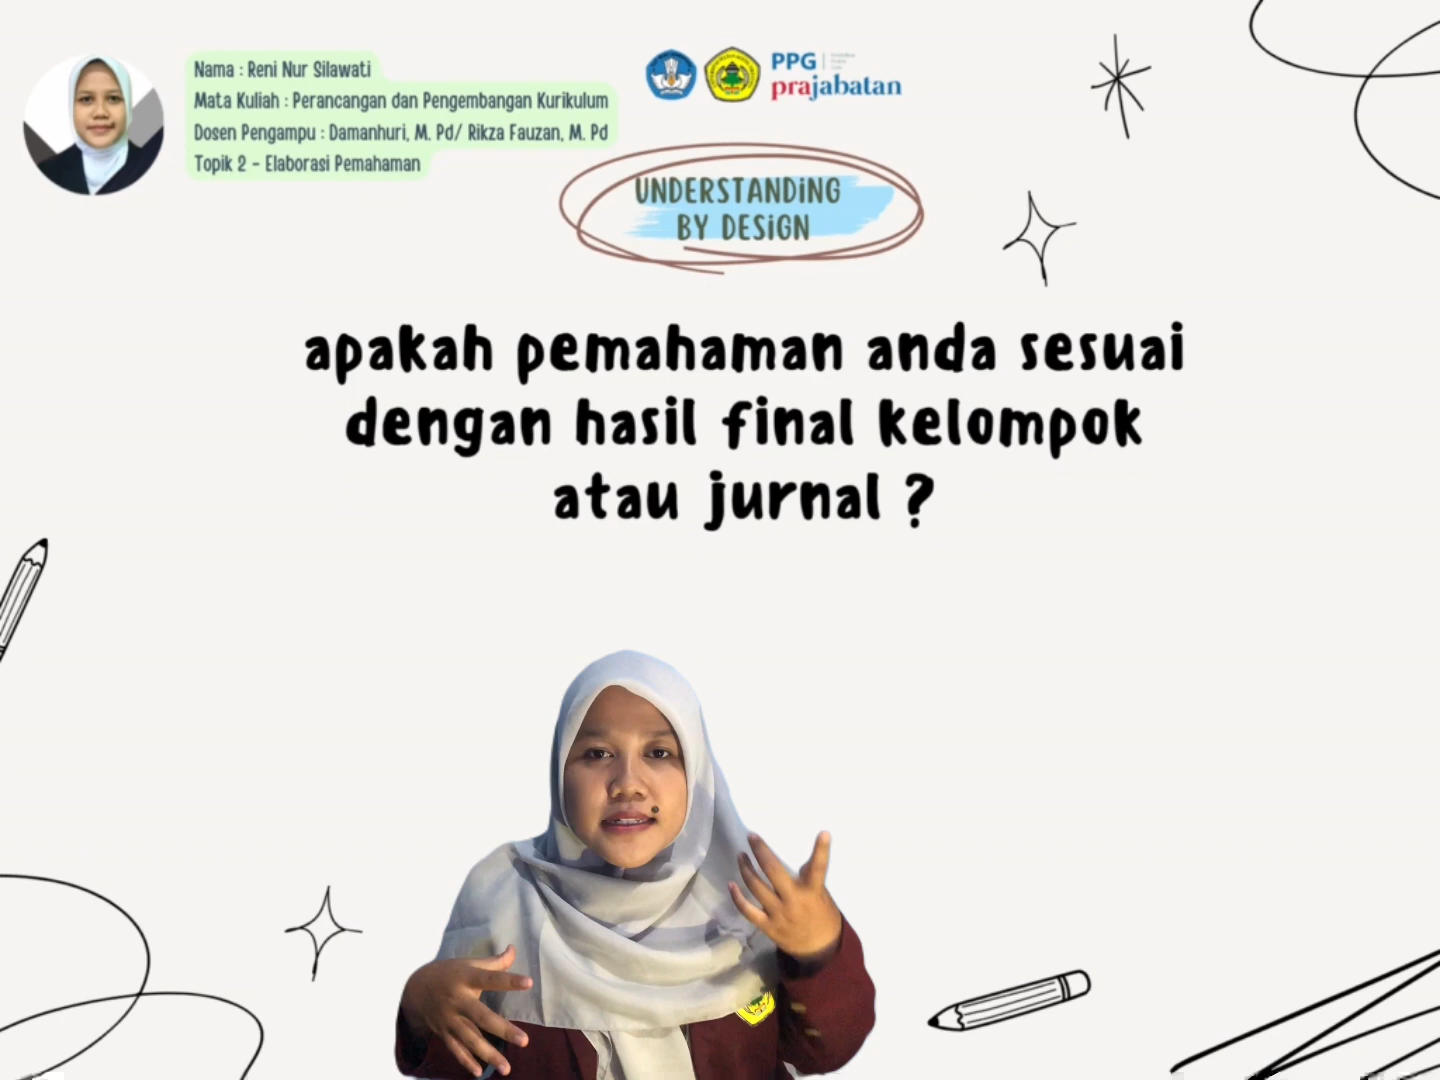 Nama : Reni Nur Silawati
Mata Kuliah : Perancangan dan Pengembangan Kurikulum
Dosen Pengampu : Damanhuri, M. Pd/ Rikza Fauzan, M. Pd
Topik 2 - Elaborasi Pemahaman
PPG
prajabatan
UNDERSTANDiNG
BY DESiGN
apakah pemahaman anda sesuai
dengan hasil final kelompok
atau jurnal ?